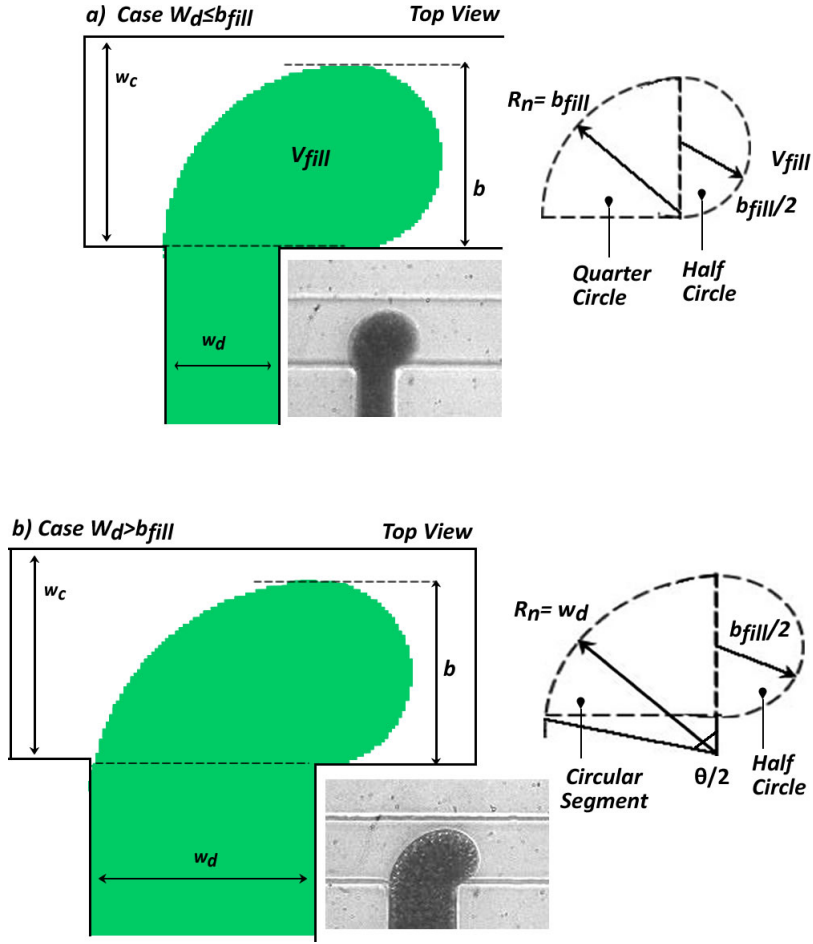 a) Case Wd≤bfill
Top View
wc
Vfill
b
wd
Rn= bfill
Vfill
bfill/2
Quarter
Circle
Half
Circle
b) Case Wd>bfill
Top View
wc
b
wd
Rn= wd
bfill/2
Circular
Segment
θ/2
Half
Circle